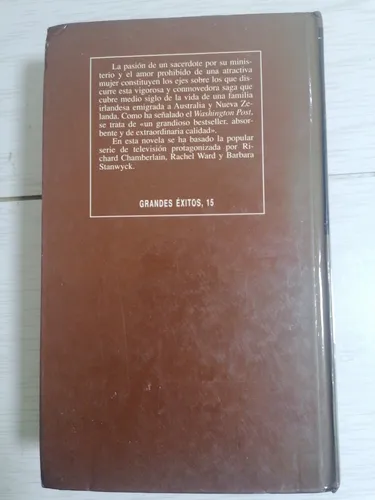 La pasión de un sacerdote por su minis-
terio y el amor prohibido de una atractiva
mujer constituyen los ejes sobre los que dis-
curre esta vigorosa y conmovedora saga que
cubre medio siglo de la vida de una familia
irlandesa emigrada a Australia y Nueva Ze-
landa. Como ha señalado el Washington Post,
se trata de «un grandioso bestseller, absor-
bente y de extraordinaria calidad».
En esta novela se ha basado la popular
serie de televisión protagonizada por Ri-
chard Chamberlain, Rachel Ward y Barbara
Stanwyck.
GRANDES ÉXITOS, 15